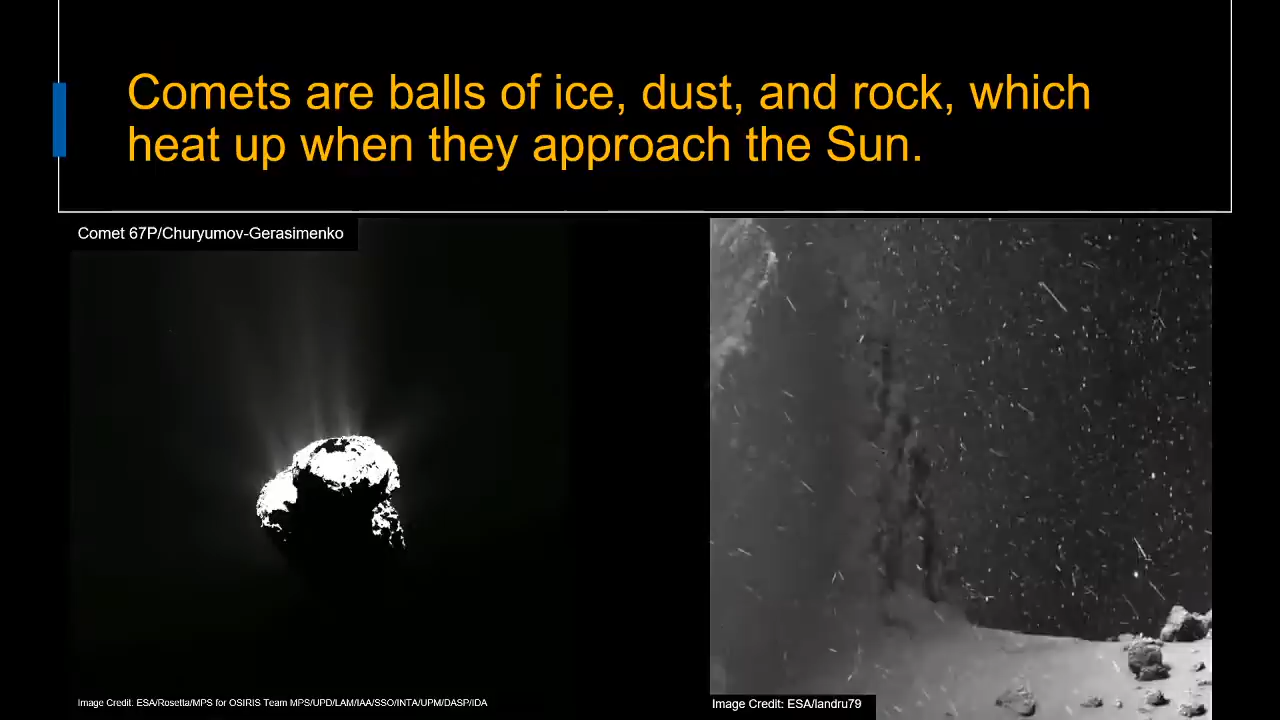 Comets are balls of ice, dust, and rock, which
heat up when they approach the Sun.
Comet 67P/Churyumov-Gerasimenko
Image Credit: ESA/Rosetta/MPS for OSIRIS Team MPS/UPD/LAM/IAA/SSO/INTA/UPM/DASP/IDA
Image Credit: ESA/landru79